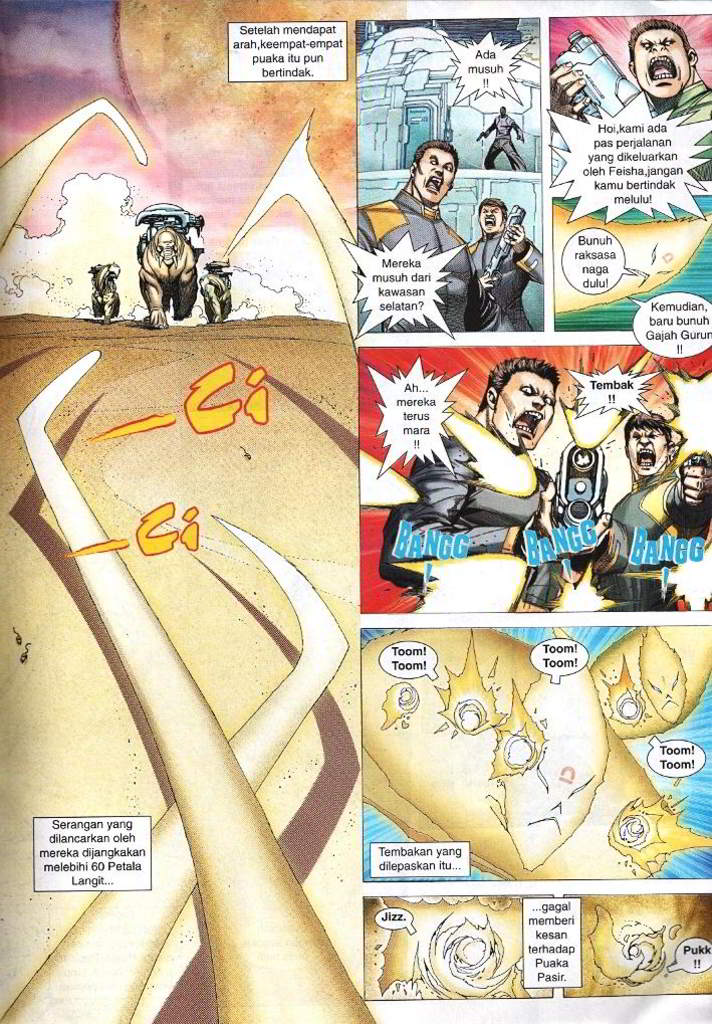 Setelah mendapat
arah,keempat-empat
puaka itu pun
bertindak.
Ci
Ci
Serangan yang
dilancarkan oleh
mereka dijangkakan
melebihi 60 Petala
Langit...
Ada
musuh
!!
Mereka
musuh dari
kawasan
selatan?
Hoi,kami ada
pas perjalanan
yang dikeluarkan
oleh Feisha,jangan
kamu bertindak
melulu!
Bunuh
raksasa
naga
dulu!
Kemudian,
baru bunuh
Gajah Gurun
!!
Ah...
mereka
terus
mara !!
Tembak
!!
BANGG
!
BANGG
!
BANGG
!
Toom!
Toom!
Toom!
Toom!
Toom!
Toom!
Tembakan yang
dilepaskan itu...
Jizz.
...gagal
memberi
kesan
terhadap
Puaka
Pasir.
Pukk
!!